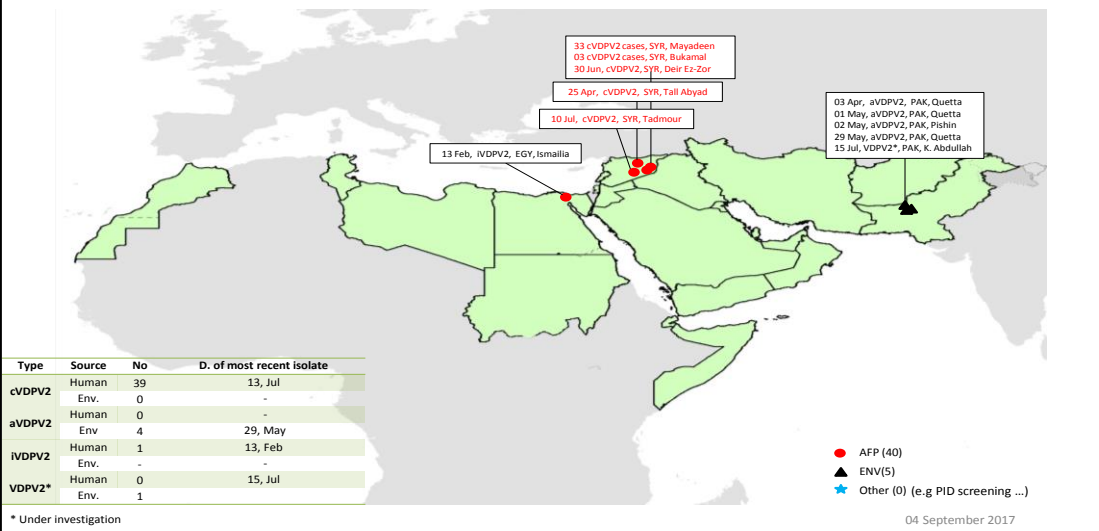 33 cVDPV2 cases, SYR, Mayadeen
03 cVDPV2 cases, SYR, Bukamal
30 Jun, cVDPV2, SYR, Deir Ez-Zor
25 Apr, cVDPV2, SYR, Tall Abyad
10 Jul, cVDPV2, SYR, Tadmour
13 Feb, iVDPV2, EGY, Ismailia
03 Apr, aVDPV2, PAK, Quetta
01 May, aVDPV2, PAK, Quetta
02 May, aVDPV2, PAK, Pishin
29 May, aVDPV2, PAK, Quetta
15 Jul, VDPV2*, PAK, K. Abdullah
Type Source No D. of most recent isolate
cVDPV2 Human 39 13, Jul
Env. 0 -
aVDPV2 Human 0 -
Env 4 29, May
iVDPV2 Human 1 13, Feb
Env. - -
VDPV2* Human 0 15, Jul
Env. 1
* Under investigation
AFP (40)
ENV(5)
Other (0) (e.g PID screening ...)
04 September 2017